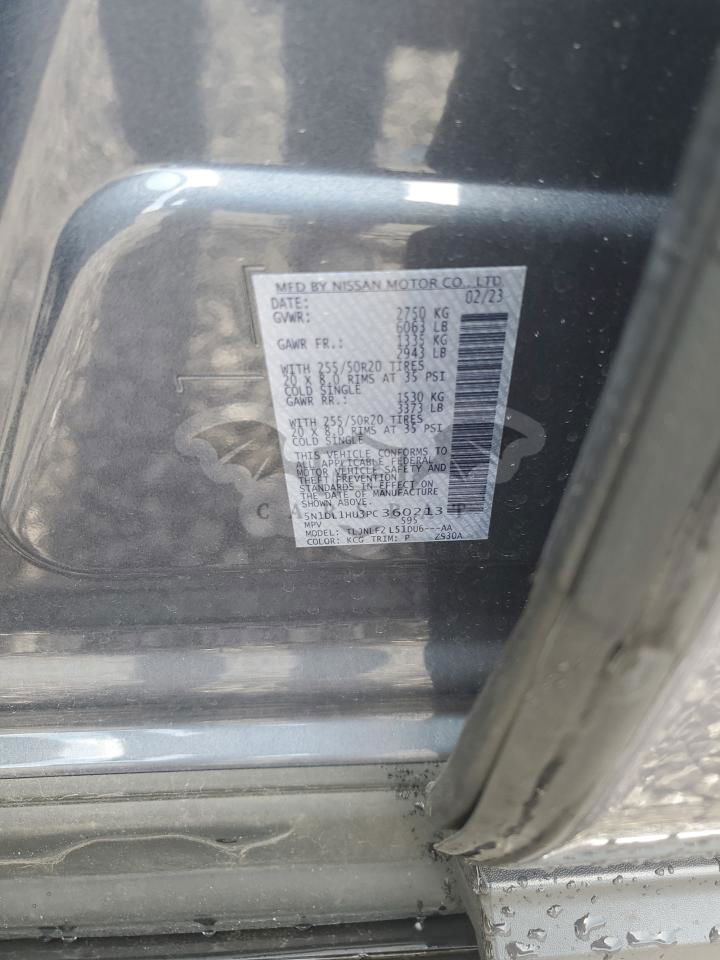 MFD BY NISSAN MOTOR CO., LTD
DATE: 02/23
GVWR: 2750 KG
6063 LB
GAWR FR.: 1335 KG
2943 LB
WITH 255/50R20 TIRES
20 X 8.0 RIMS AT 35 PSI
COLD SINGLE
GAWR RR.: 1530 KG
3373 LB
WITH 255/50R20 TIRES
20 X 8.0 RIMS AT 35 PSI
COLD SINGLE
THIS VEHICLE CONFORMS TO
ALL APPLICABLE FEDERAL
MOTOR VEHICLE SAFETY AND
THEFT PREVENTION
STANDARDS IN EFFECT ON THE DATE OF MANUFACTURE
SHOWN ABOVE.
5N1DL1HU3PC360213
MPV 595
MODEL: TLJNLFZ L51DU6---AA
COLOR: KCG TRIM: P Z930A